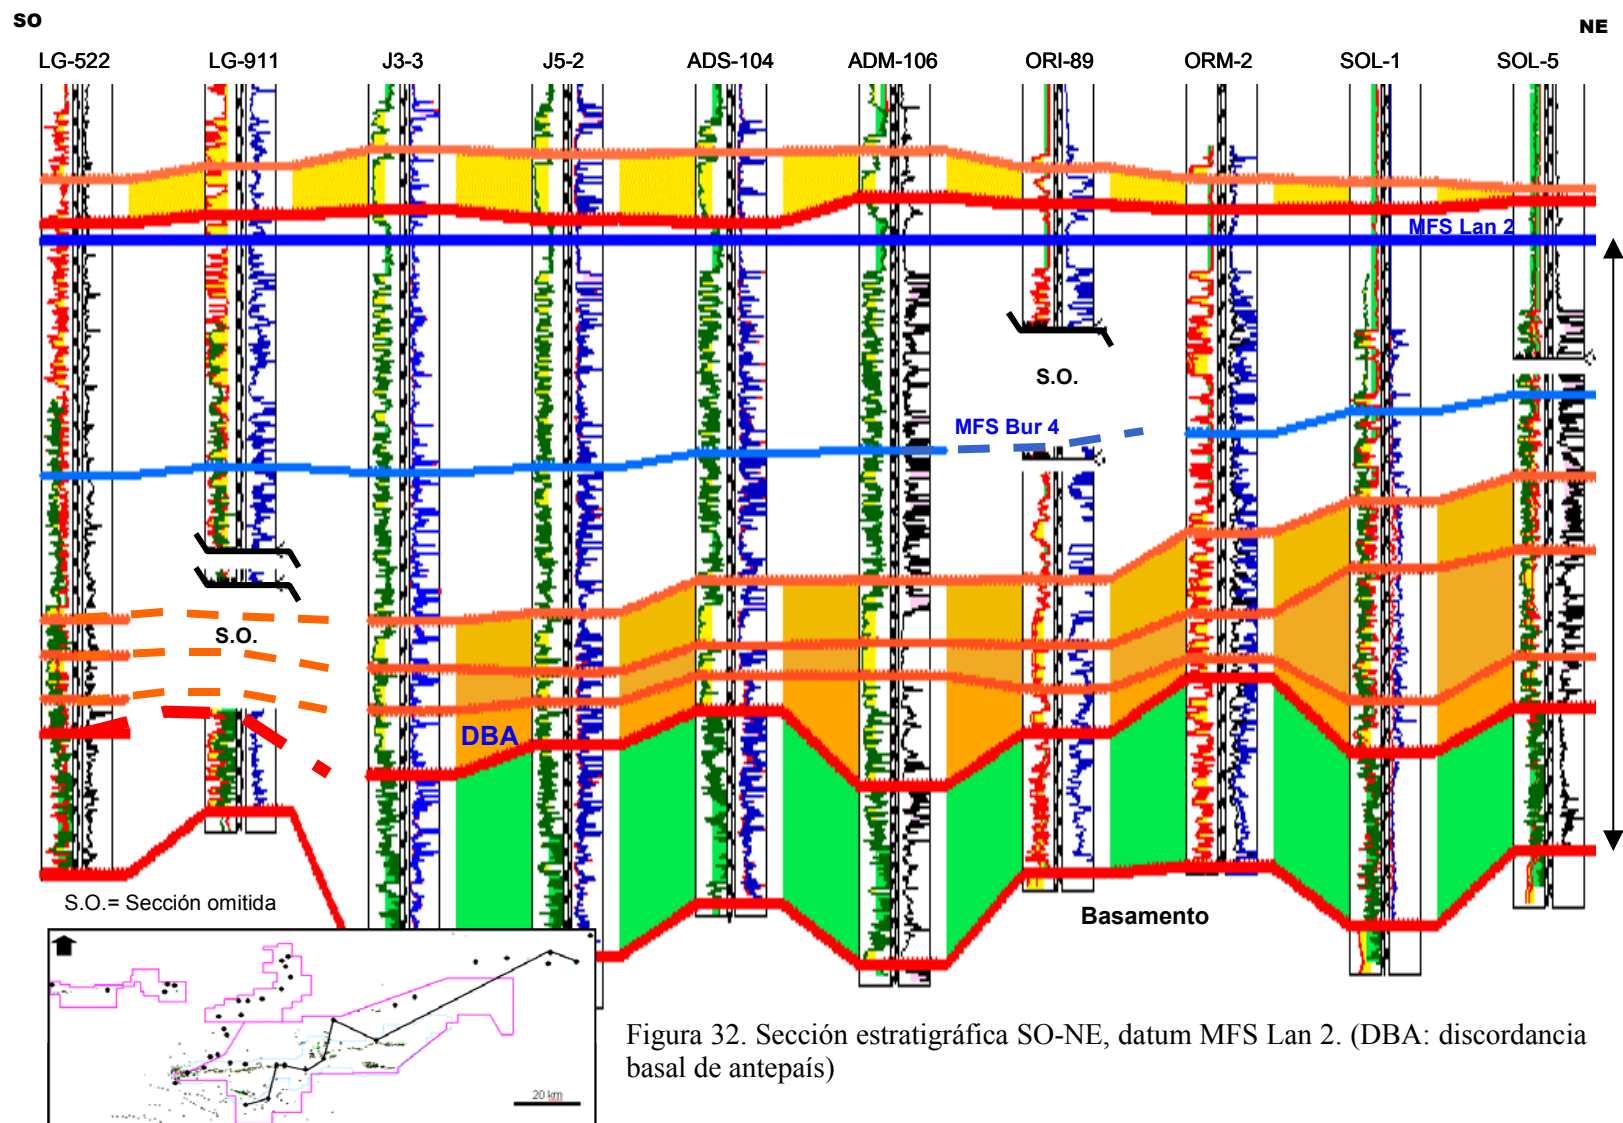 SO
NE
LG-522 LG-911 J3-3 J5-2 ADS-104 ADM-106 ORI-89 ORM-2 SOL-1 SOL-5
MFS Lan 2
S.O.
MFS Bur 4
S.O.
DBA
S.O.= Sección omitida
Basamento
20 km
Figura 32. Sección estratigráfica SO-NE, datum MFS Lan 2. (DBA: discordancia
basal de antepaís)